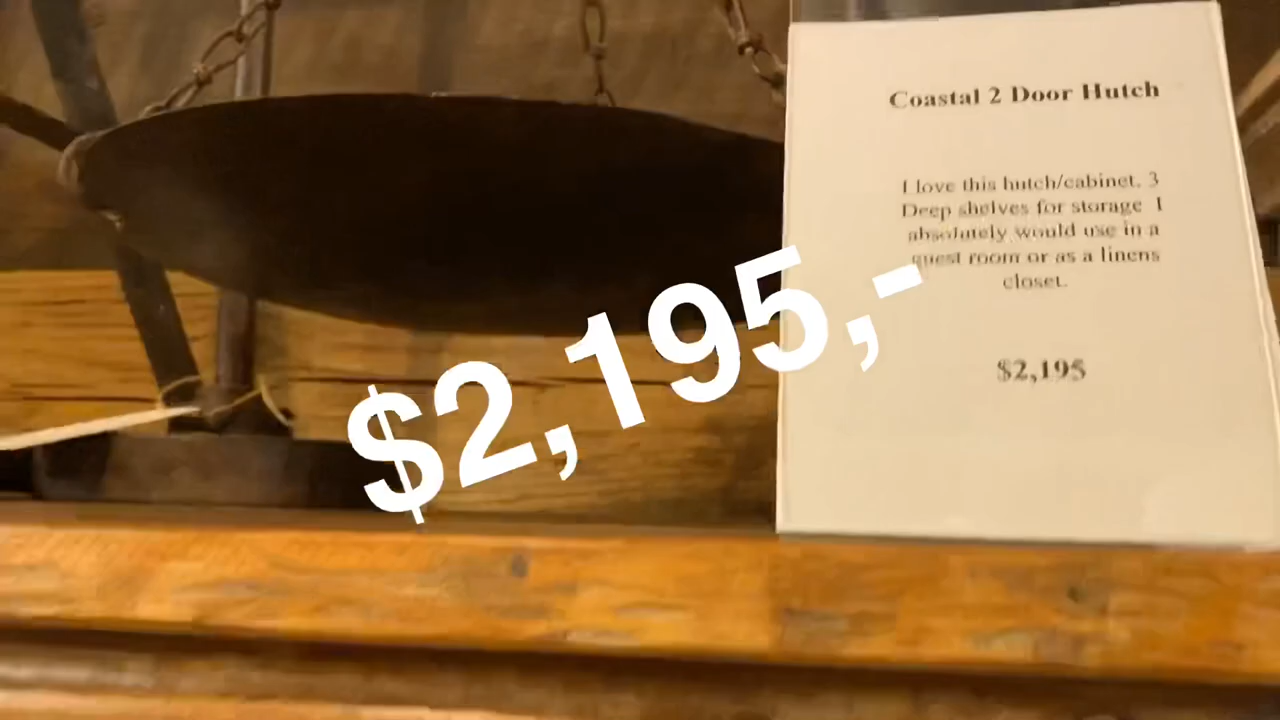 Coastal 2 Door Hutch
I love this hutch/cabinet. 3
Deep shelves for storage I
absolutely would use in a
guest room or as a linens
closet.
$2,195
$2,195,-